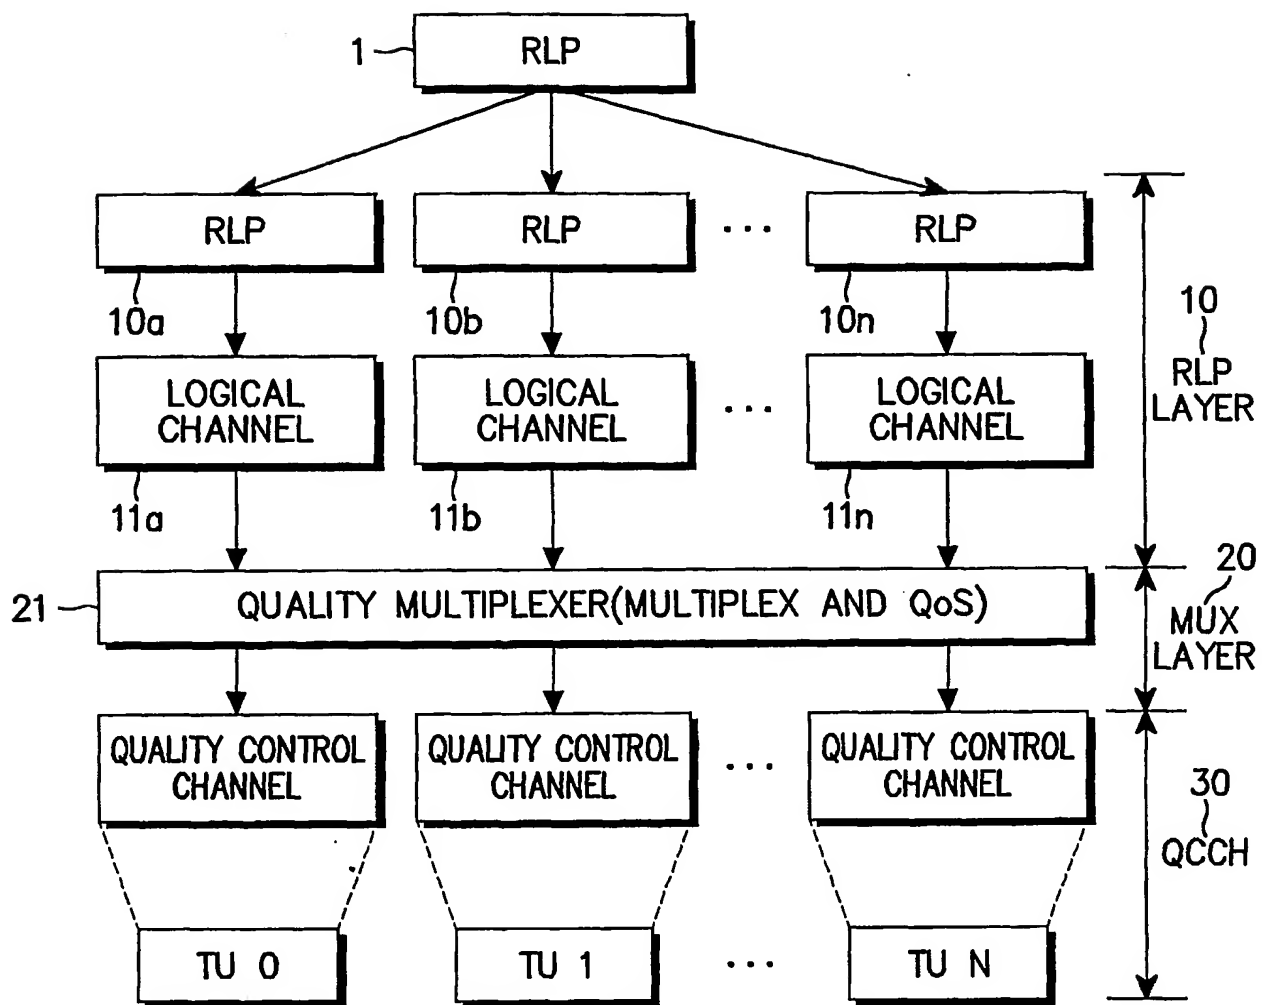 1
RLP
RLP
RLP
...
RLP
10a
10b
10n
10
RLP
LAYER
LOGICAL
CHANNEL
LOGICAL
CHANNEL
...
LOGICAL
CHANNEL
11a
11b
11n
21
QUALITY MULTIPLEXER(MULTIPLEX AND QoS)
20
MUX
LAYER
QUALITY CONTROL
CHANNEL
QUALITY CONTROL
CHANNEL
...
QUALITY CONTROL
CHANNEL
30
QCCH
TU 0
TU 1
...
TU N